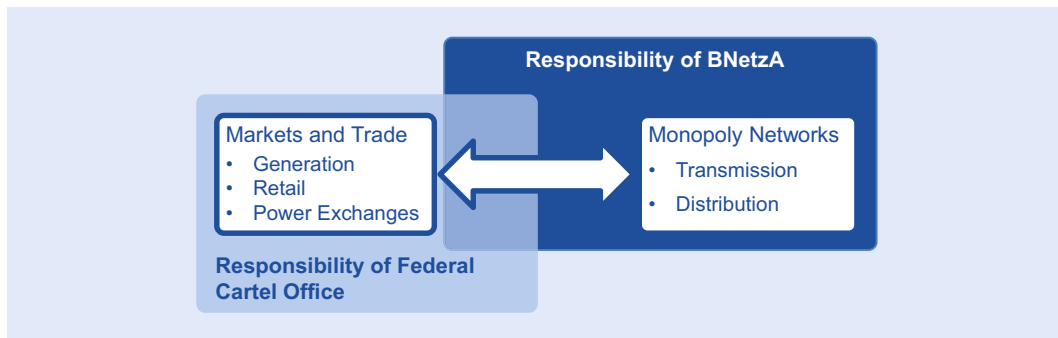 Responsibility of BNetzA
Markets and Trade
• Generation
• Retail
• Power Exchanges
Monopoly Networks
• Transmission
• Distribution
Responsibility of Federal
Cartel Office